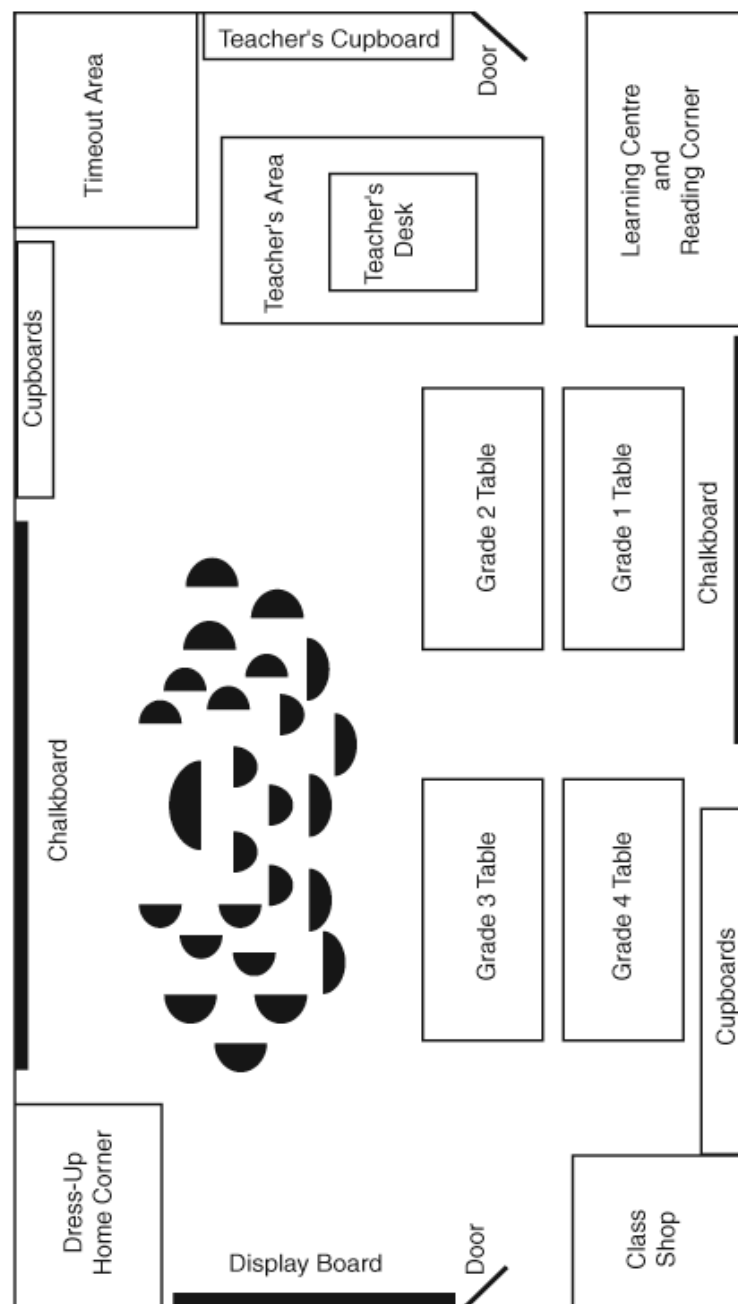 Teacher's Cupboard
Door
Timeout Area
Teacher's Area
Teacher's
Desk
Learning Centre
and
Reading Corner
Cupboards
Grade 2 Table
Grade 1 Table
Chalkboard
Chalkboard
Grade 3 Table
Grade 4 Table
Cupboards
Dress-Up
Home Corner
Display Board
Door
Class
Shop